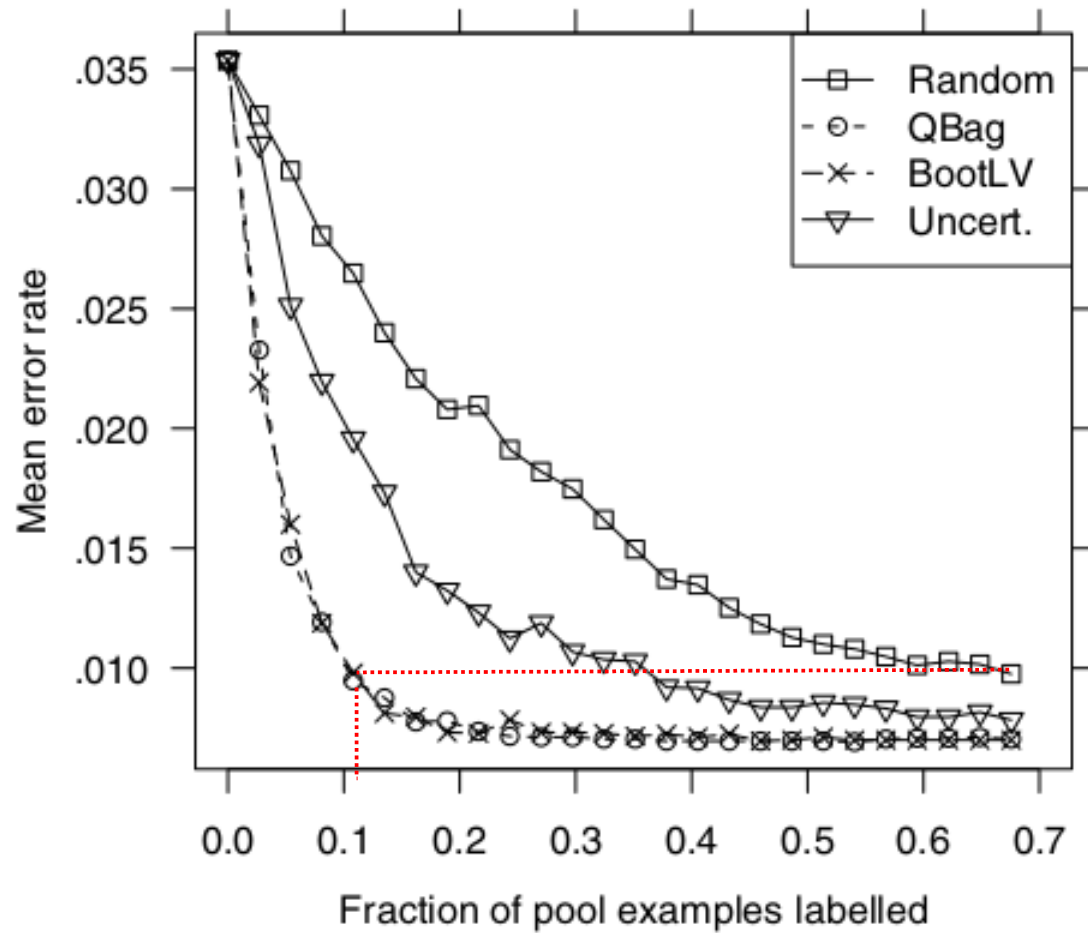 .035
.030
.025
.020
.015
.010
Mean error rate
Random
QBag
BootLV
Uncert.
0.0 0.1 0.2 0.3 0.4 0.5 0.6 0.7
Fraction of pool examples labelled